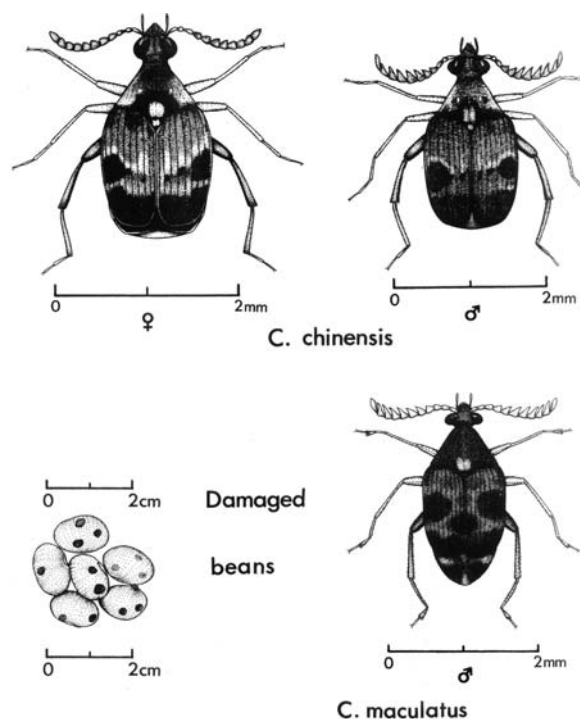 0 2mm
♀
0 2mm
♂
C. chinensis
0 2cm
Damaged
beans
0 2cm
0 2mm
♂
C. maculatus